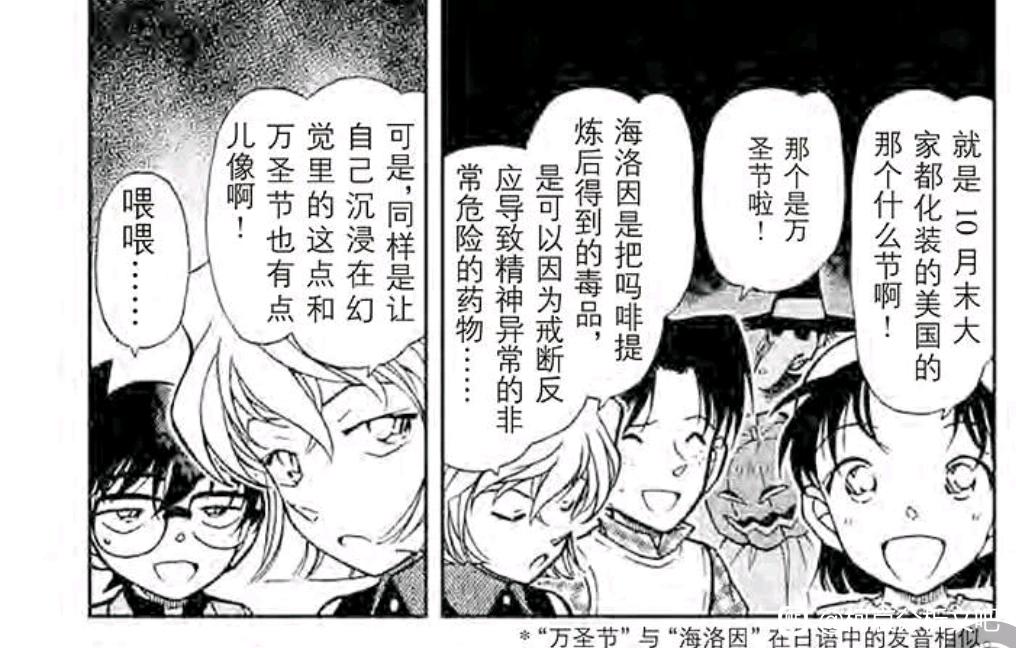 就是10月末大
家都化装的美国的
那个什么节啊！
那个是万
圣节啦！
海洛因是把吗啡提
炼后得到的毒品，
是可以因为戒断反
应导致精神异常的非
常危险的药物……
可是，同样是让
自己沉浸在幻
觉里的这点和
万圣节也有点
儿像啊！
喂
喂……
*“万圣节”与“海洛因”在日语中的发音相似。